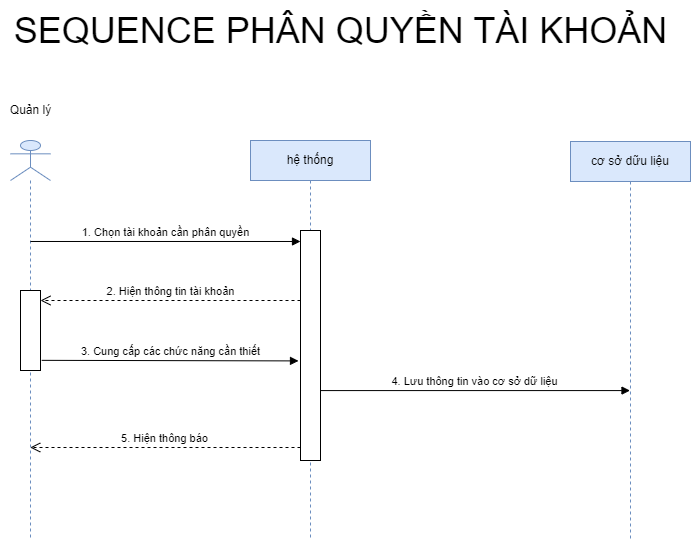 SEQUENCE PHÂN QUYỀN TÀI KHOẢN
Quản lý
hệ thống
cơ sở dữu liệu
1. Chọn tài khoản cần phân quyền
2. Hiện thông tin tài khoản
3. Cung cấp các chức năng cần thiết
4. Lưu thông tin vào cơ sở dữ liệu
5. Hiện thông báo